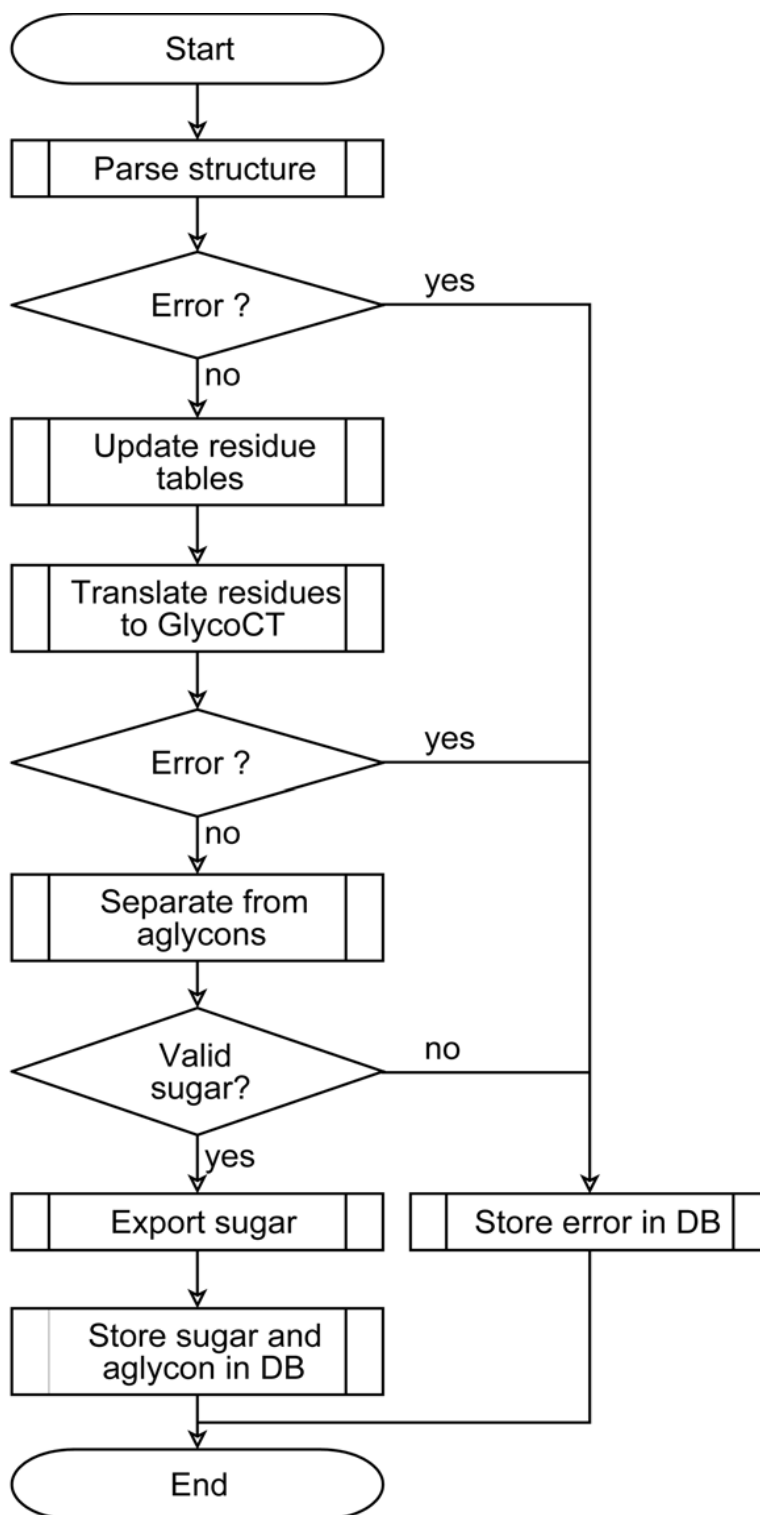 Start
Parse structure
Error ?
yes
no
Update residue
tables
Translate residues
to GlycoCT
Error ?
yes
no
Separate from
aglycons
Valid
sugar?
no
yes
Export sugar
Store error in DB
Store sugar and
aglycon in DB
End